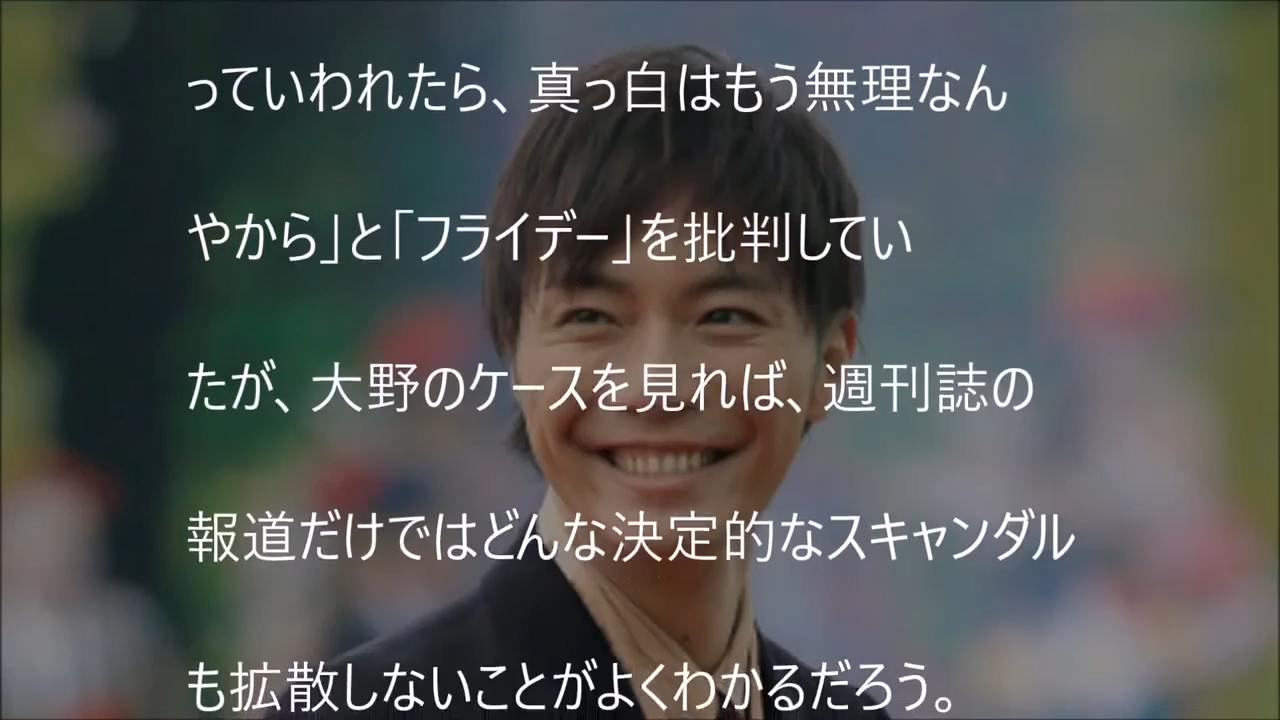 っていわれたら、真っ白はもう無理なん
やから」と「フライデー」を批判してい
たが、大野のケースを見れば、週刊誌の
報道だけではどんな決定的なスキャンダル
も拡散しないことがよくわかるだろう。